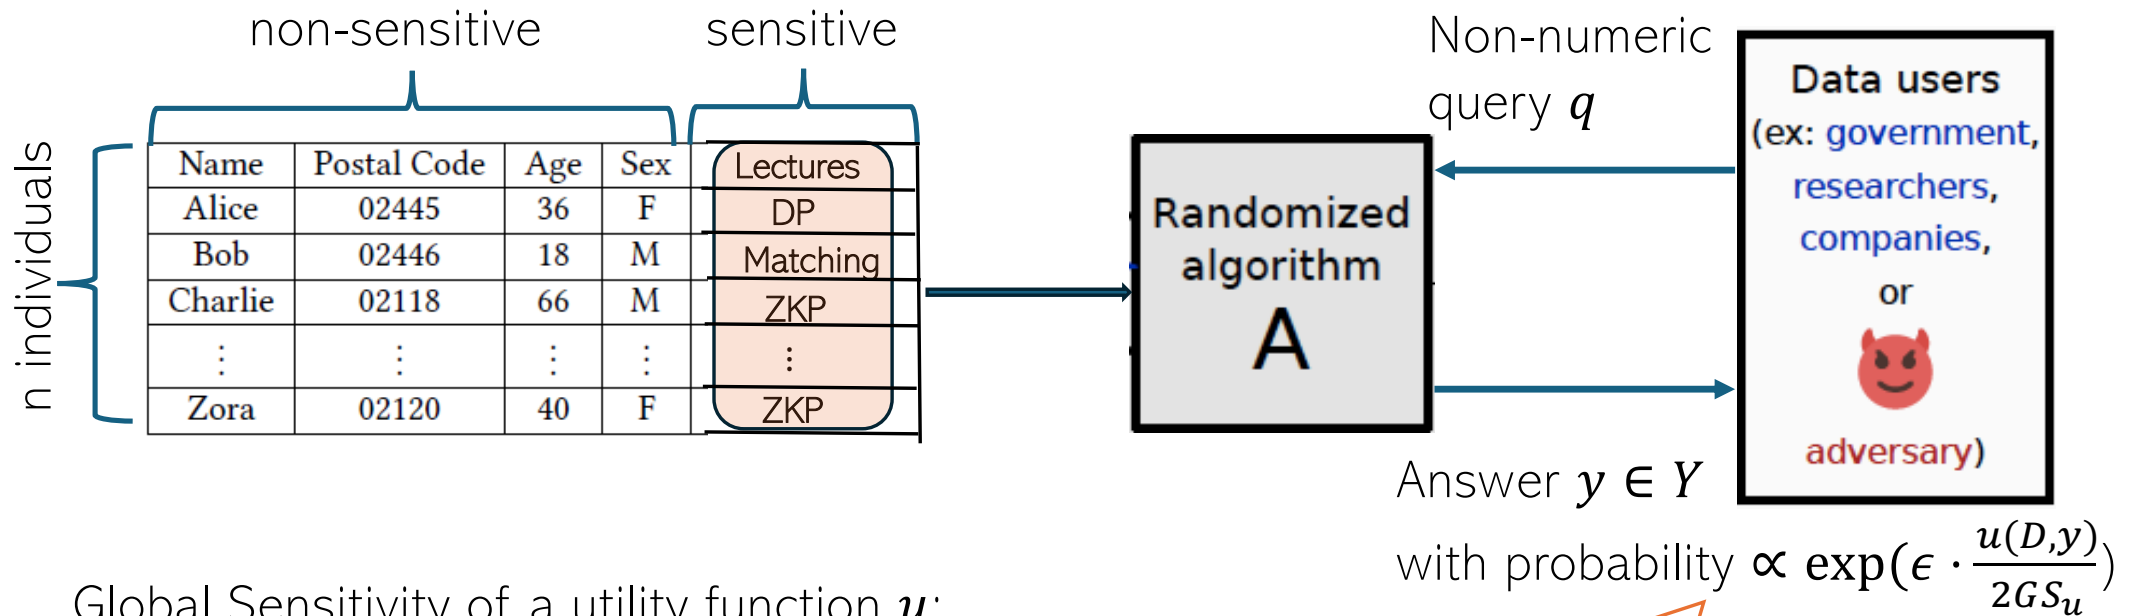 non-sensitive
sensitive
n individuals
Name Postal Code Age Sex Lectures
Alice 02445 36 F DP
Bob 02446 18 M Matching
Charlie 02118 66 M ZKP
⋮ ⋮ ⋮ ⋮ ⋮
Zora 02120 40 F ZKP
Randomized
algorithm
A
Non-numeric
query q
Data users
(ex: government,
researchers,
companies,
or
adversary)
Answer y ∈ Y
with probability ∝ exp(ϵ · u(D,y) / 2GS_u)
Global Sensitivity of a utility function u: